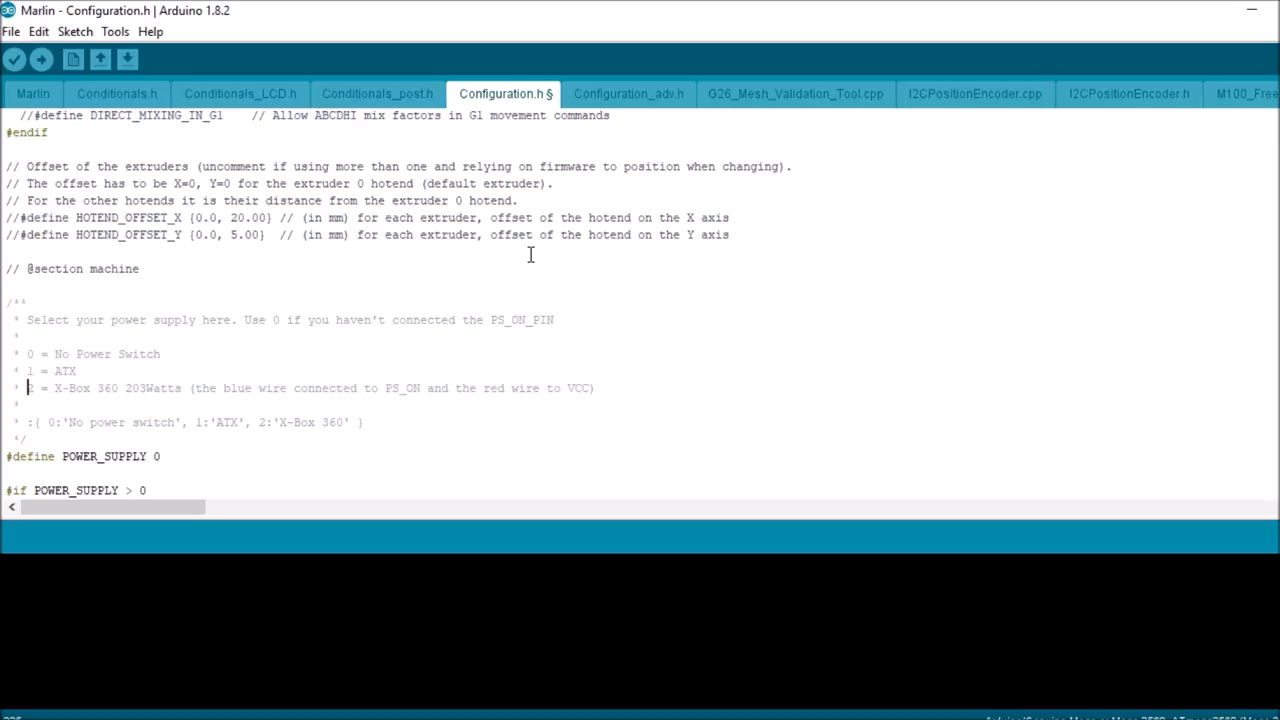 Marlin - Configuration.h | Arduino 1.8.2
File Edit Sketch Tools Help
Marlin Conditionals.h Conditionals_LCD.h Conditionals_post.h Configuration.h § Configuration_adv.h G26_Mesh_Validation_Tool.cpp I2CPositionEncoder.cpp I2CPositionEncoder.h M100_Free
//#define DIRECT_MIXING_IN_G1 // Allow ABCDHI mix factors in G1 movement commands
#endif
// Offset of the extruders (uncomment if using more than one and relying on firmware to position when changing).
// The offset has to be X=0, Y=0 for the extruder 0 hotend (default extruder).
// For the other hotends it is their distance from the extruder 0 hotend.
//#define HOTEND_OFFSET_X {0.0, 20.00} // (in mm) for each extruder, offset of the hotend on the X axis
//#define HOTEND_OFFSET_Y {0.0, 5.00} // (in mm) for each extruder, offset of the hotend on the Y axis
// @section machine
/**
* Select your power supply here. Use 0 if you haven't connected the PS_ON_PIN
*
* 0 = No Power Switch
* 1 = ATX
* 2 = X-Box 360 203Watts (the blue wire connected to PS_ON and the red wire to VCC)
*
* :{ 0:'No power switch', 1:'ATX', 2:'X-Box 360' }
*/
#define POWER_SUPPLY 0
#if POWER_SUPPLY > 0